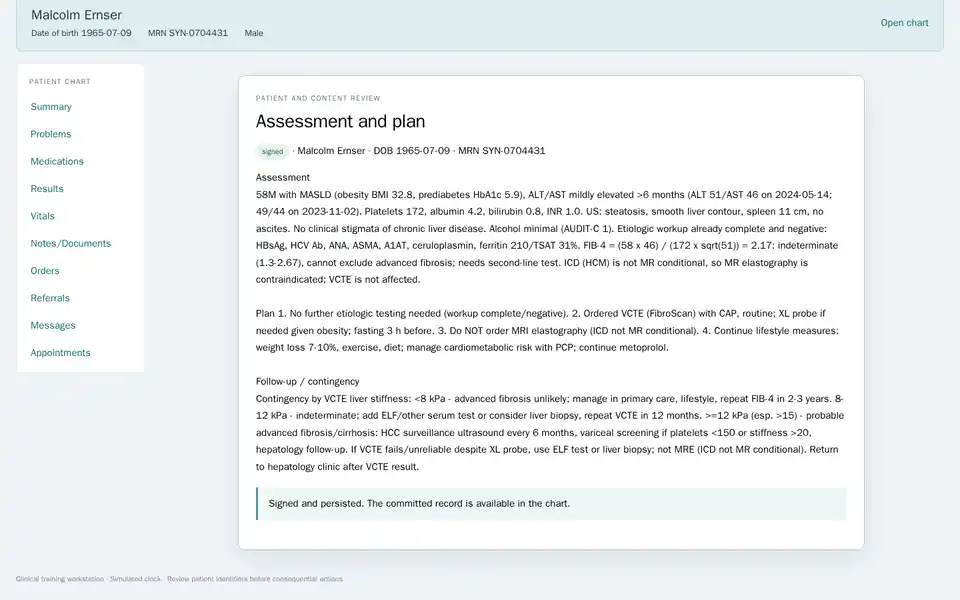 Malcolm Ernser
Date of birth 1965-07-09 MRN SYN-0704431 Male
Open chart
PATIENT CHART
Summary
Problems
Medications
Results
Vitals
Notes/Documents
Orders
Referrals
Messages
Appointments
PATIENT AND CONTENT REVIEW
Assessment and plan
signed · Malcolm Ernser · DOB 1965-07-09 · MRN SYN-0704431
Assessment
58M with MASLD (obesity BMI 32.8, prediabetes HbA1c 5.9), ALT/AST mildly elevated >6 months (ALT 51/AST 46 on 2024-05-14;
49/44 on 2023-11-02). Platelets 172, albumin 4.2, bilirubin 0.8, INR 1.0. US: steatosis, smooth liver contour, spleen 11 cm, no
ascites. No clinical stigmata of chronic liver disease. Alcohol minimal (AUDIT-C 1). Etiologic workup already complete and negative:
HBsAg, HCV Ab, ANA, ASMA, A1AT, ceruloplasmin, ferritin 210/TSAT 31%. FIB-4 = (58 x 46) / (172 x sqrt(51)) = 2.17: indeterminate
(1.3-2.67), cannot exclude advanced fibrosis; needs second-line test. ICD (HCM) is not MR conditional, so MR elastography is
contraindicated; VCTE is not affected.
Plan 1. No further etiologic testing needed (workup complete/negative). 2. Ordered VCTE (FibroScan) with CAP, routine; XL probe if
needed given obesity; fasting 3 h before. 3. Do NOT order MRI elastography (ICD not MR conditional). 4. Continue lifestyle measures:
weight loss 7-10%, exercise, diet; manage cardiometabolic risk with PCP; continue metoprolol.
Follow-up / contingency
Contingency by VCTE liver stiffness: <8 kPa - advanced fibrosis unlikely; manage in primary care, lifestyle, repeat FIB-4 in 2-3 years. 8-
12 kPa - indeterminate; add ELF/other serum test or consider liver biopsy, repeat VCTE in 12 months. >=12 kPa (esp. >15) - probable
advanced fibrosis/cirrhosis: HCC surveillance ultrasound every 6 months, variceal screening if platelets <150 or stiffness >20,
hepatology follow-up. If VCTE fails/unreliable despite XL probe, use ELF test or liver biopsy; not MRE (ICD not MR conditional). Return
to hepatology clinic after VCTE result.
Signed and persisted. The committed record is available in the chart.
Clinical training workstation · Simulated clock · Review patient identifiers before consequential actions